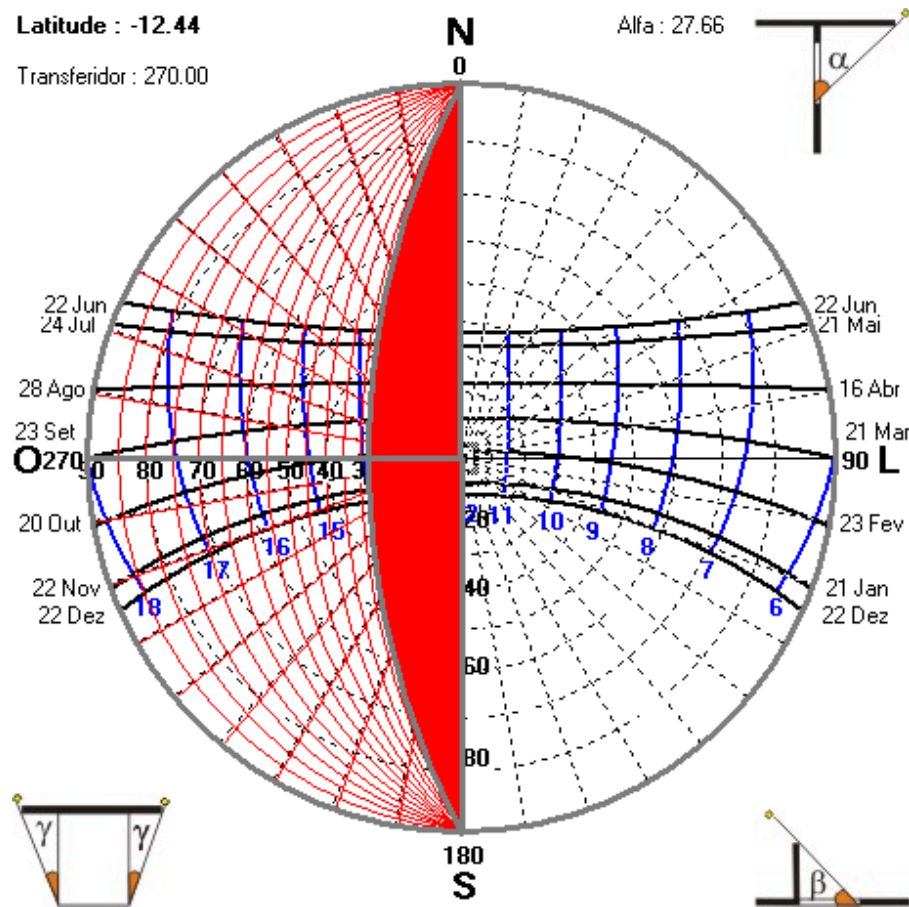 Latitude : -12.44
Transferidor : 270.00
N
0
Alfa : 27.66
α
22 Jun
24 Jul
28 Ago
23 Set
O 270
20 Out
22 Nov
22 Dez
22 Jun
21 Mai
16 Abr
21 Mar
90 L
23 Fev
21 Jan
22 Dez
90 80 70 60 50 40 3
20
40
60
80
18 17 16 15 2 11 10 9 8 7 6
180
S
γ γ
β